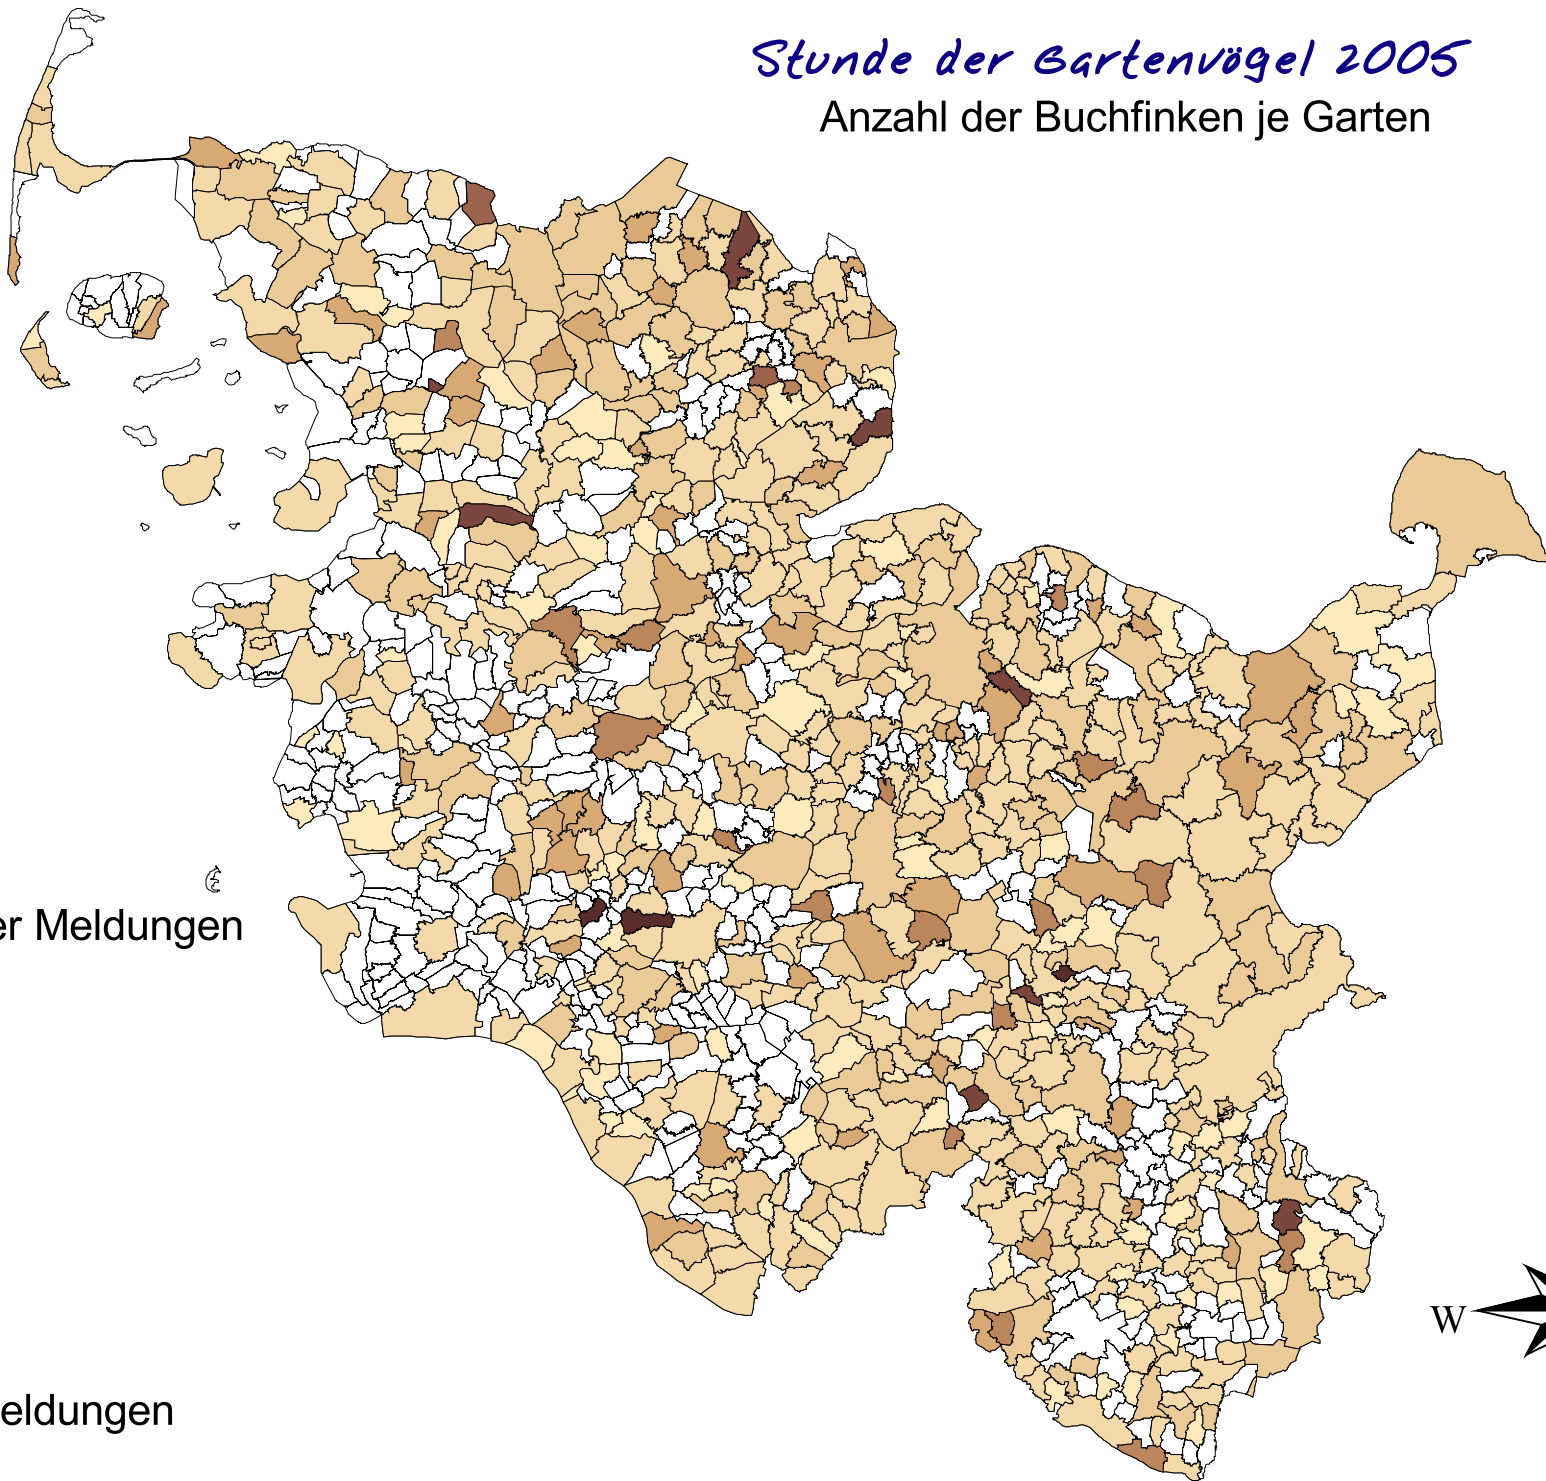 Stunde der Gartenvögel 2005
Anzahl der Buchfinken je Garten
er Meldungen
eldungen
W